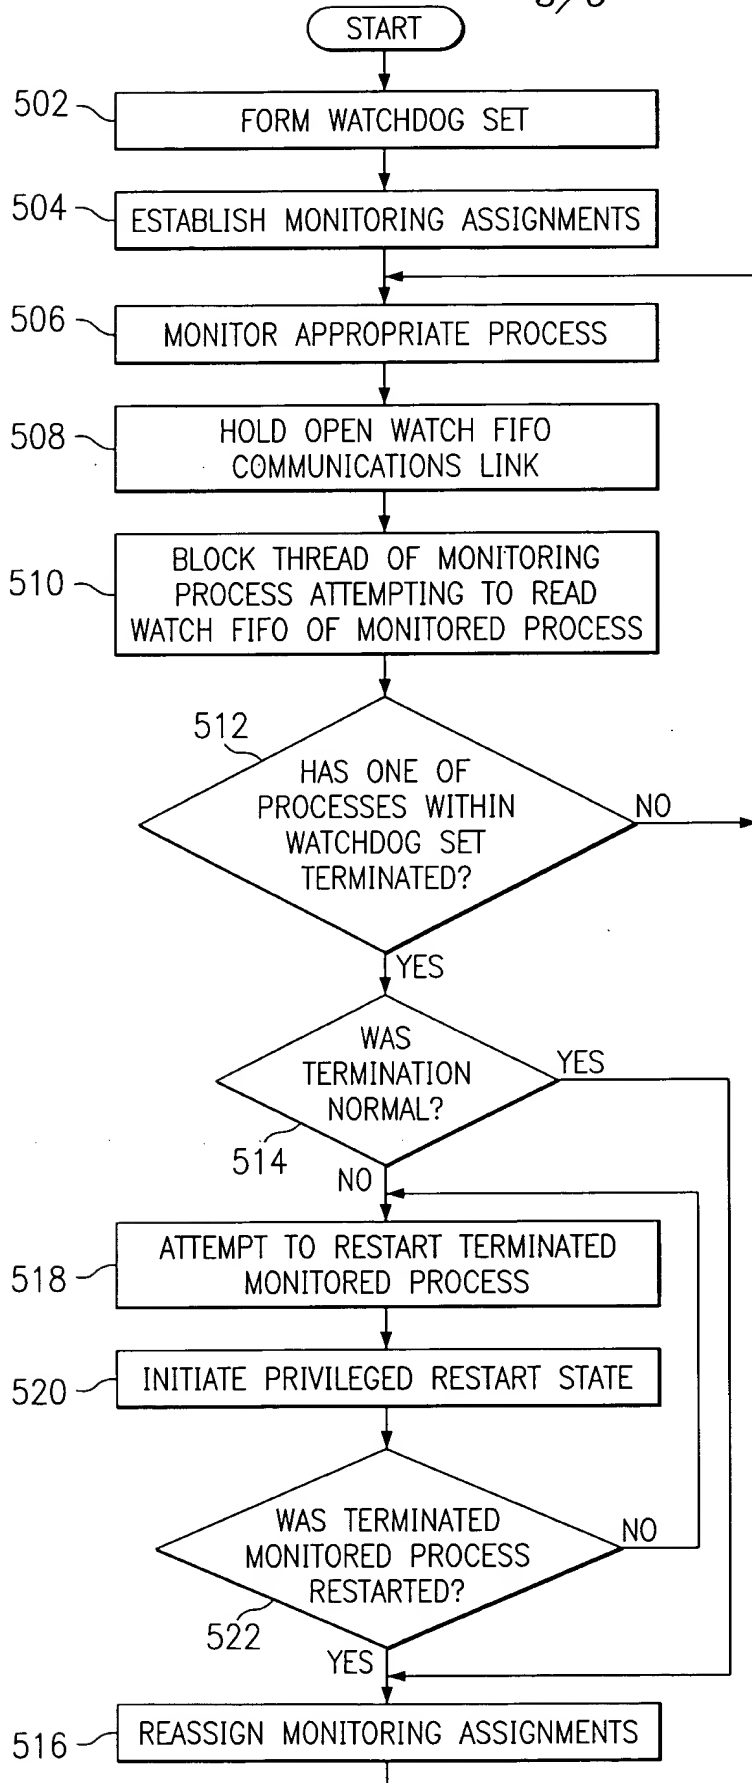 START
502
FORM WATCHDOG SET
504
ESTABLISH MONITORING ASSIGNMENTS
506
MONITOR APPROPRIATE PROCESS
508
HOLD OPEN WATCH FIFO
COMMUNICATIONS LINK
510
BLOCK THREAD OF MONITORING
PROCESS ATTEMPTING TO READ
WATCH FIFO OF MONITORED PROCESS
512
HAS ONE OF
PROCESSES WITHIN
WATCHDOG SET
TERMINATED?
NO
YES
WAS
TERMINATION
NORMAL?
YES
514
NO
518
ATTEMPT TO RESTART TERMINATED
MONITORED PROCESS
520
INITIATE PRIVILEGED RESTART STATE
WAS TERMINATED
MONITORED PROCESS
RESTARTED?
NO
522
YES
516
REASSIGN MONITORING ASSIGNMENTS